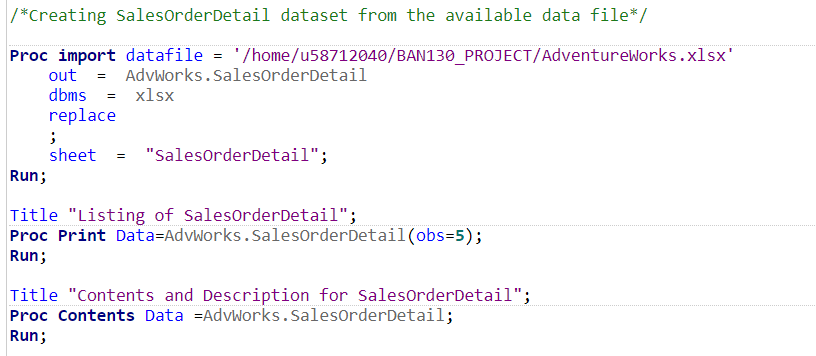 /*Creating SalesOrderDetail dataset from the available data file*/
Proc import datafile = '/home/u58712040/BAN130_PROJECT/AdventureWorks.xlsx'
out = AdvWorks.SalesOrderDetail
dbms = xlsx
replace
;
sheet = "SalesOrderDetail";
Run;
Title "Listing of SalesOrderDetail";
Proc Print Data=AdvWorks.SalesOrderDetail(obs=5);
Run;
Title "Contents and Description for SalesOrderDetail";
Proc Contents Data =AdvWorks.SalesOrderDetail;
Run;